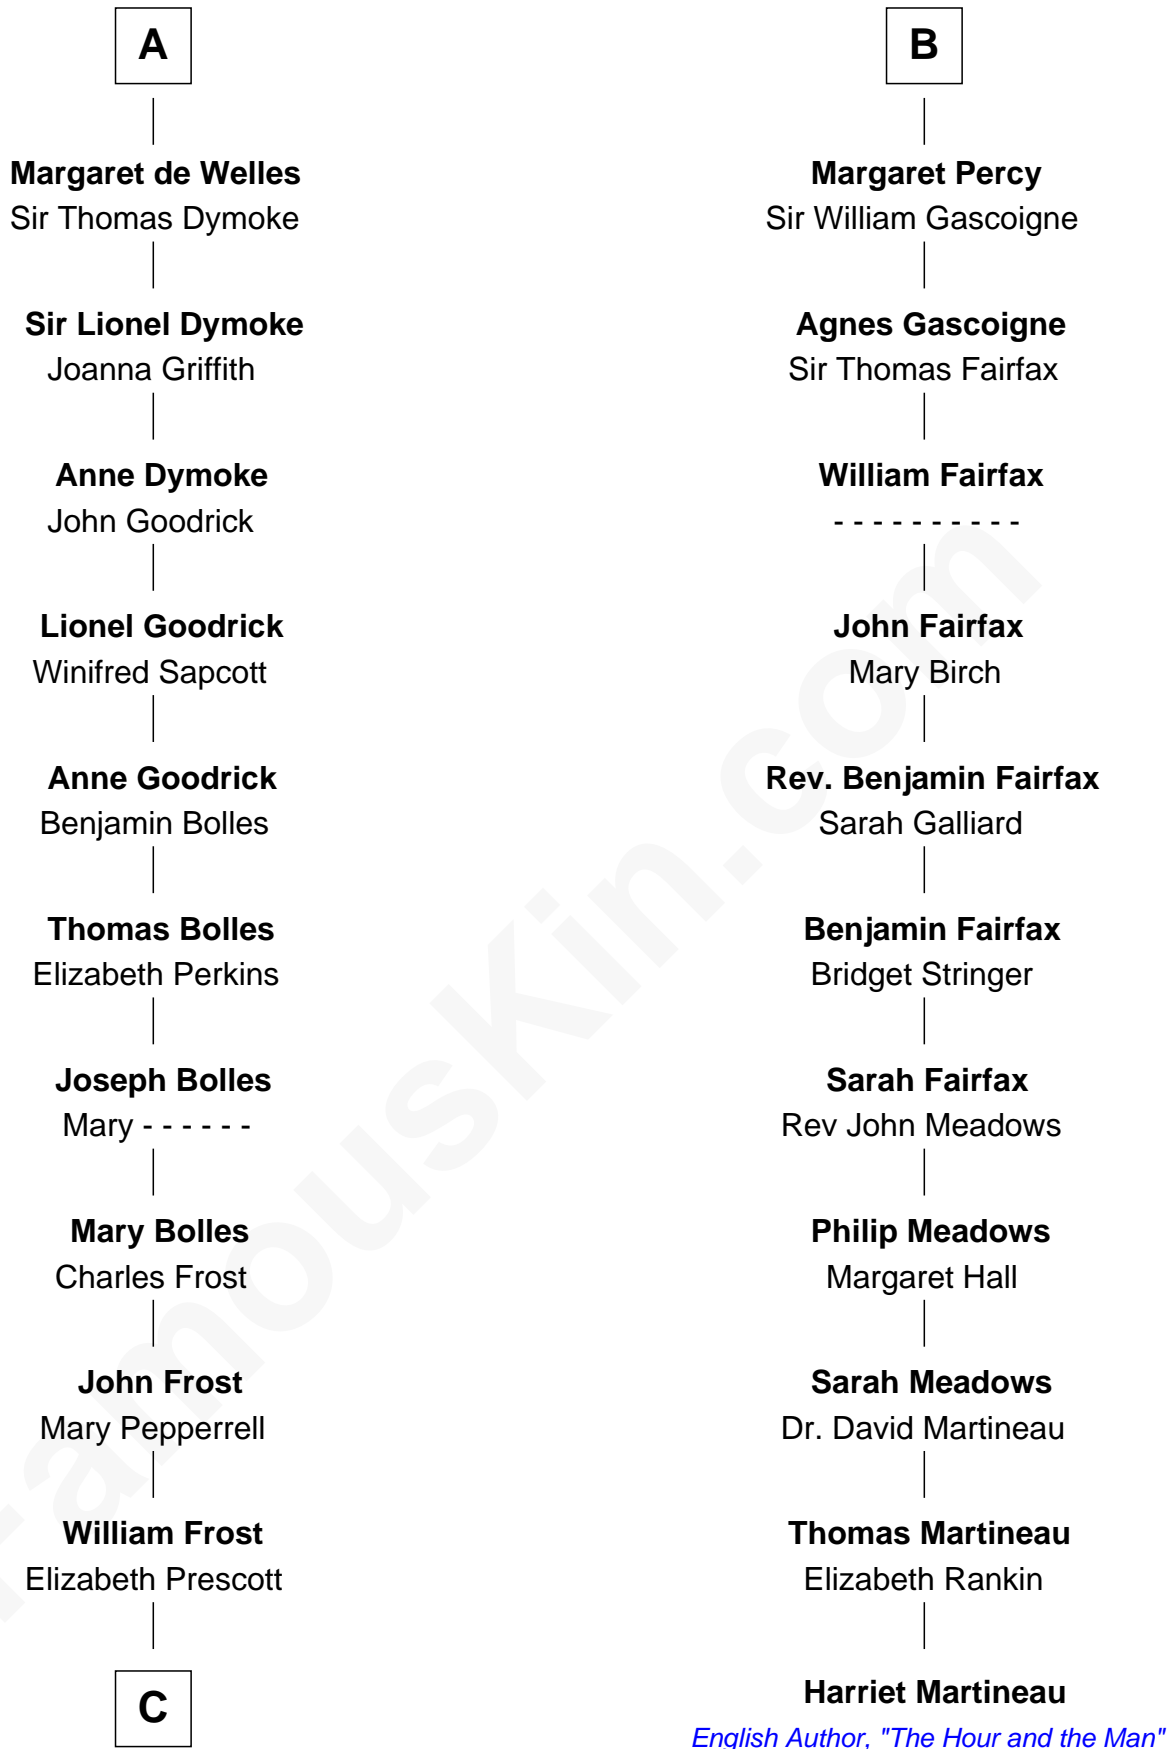 A
Margaret de Welles
Sir Thomas Dymoke
Sir Lionel Dymoke
Joanna Griffith
Anne Dymoke
John Goodrick
Lionel Goodrick
Winifred Sapcott
Anne Goodrick
Benjamin Bolles
Thomas Bolles
Elizabeth Perkins
Joseph Bolles
Mary - - - - - -
Mary Bolles
Charles Frost
John Frost
Mary Pepperrell
William Frost
Elizabeth Prescott
C
B
Margaret Percy
Sir William Gascoigne
Agnes Gascoigne
Sir Thomas Fairfax
William Fairfax
- - - - - - - - - -
John Fairfax
Mary Birch
Rev. Benjamin Fairfax
Sarah Galliard
Benjamin Fairfax
Bridget Stringer
Sarah Fairfax
Rev John Meadows
Philip Meadows
Margaret Hall
Sarah Meadows
Dr. David Martineau
Thomas Martineau
Elizabeth Rankin
Harriet Martineau
English Author, "The Hour and the Man"
FamousKin.com